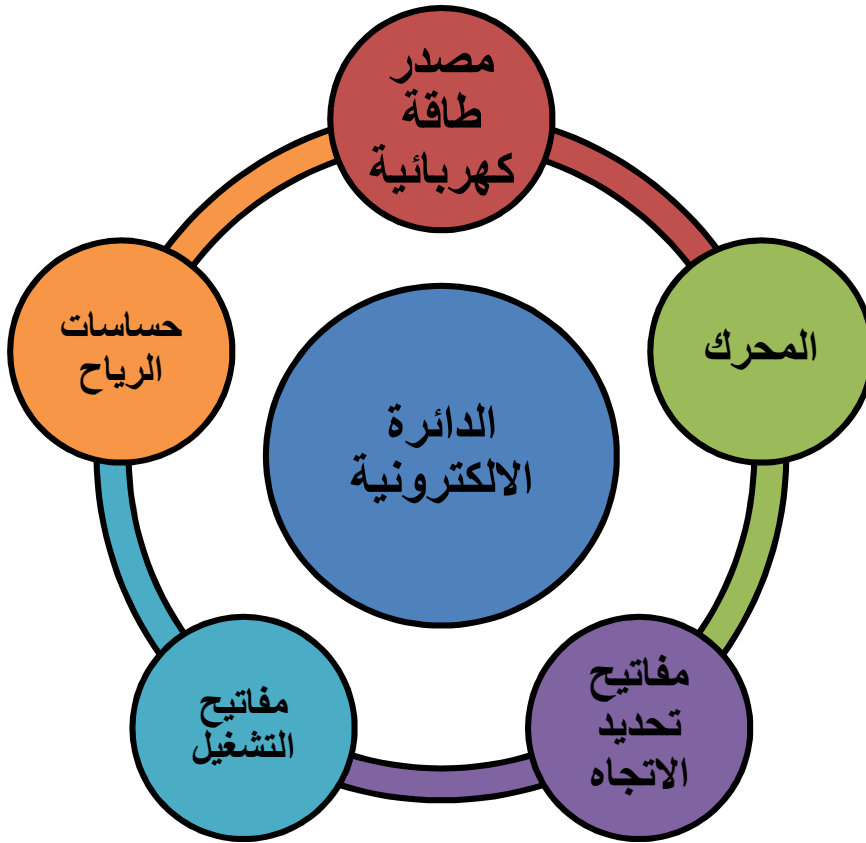 مصدر
طاقة
كهربائية
المحرك
حساسات
الرياح
الدائرة
الالكترونية
مفاتيح
تحديد
الاتجاه
مفاتيح
التشغيل